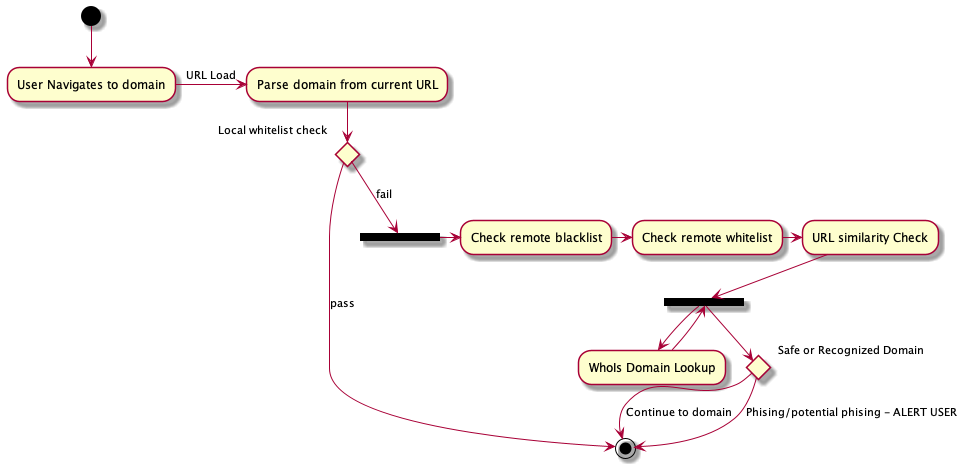 User Navigates to domain
URL Load
Parse domain from current URL
Local whitelist check
fail
Check remote blacklist
Check remote whitelist
URL similarity Check
pass
Safe or Recognized Domain
WhoIs Domain Lookup
Continue to domain
Phising/potential phising - ALERT USER